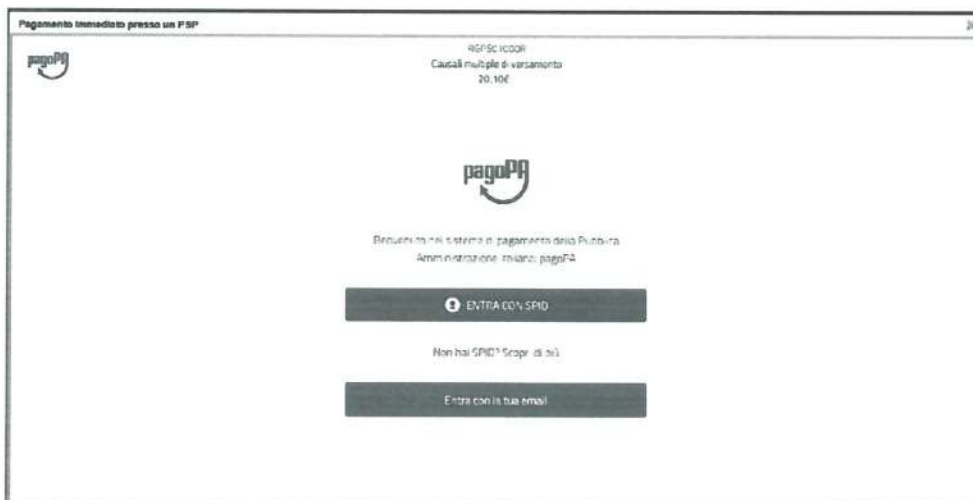 Pagamento immediato presso un PSP
pagoPA
Causali multiple di versamento
20,10€
pagoPA
Benvenuto nel sistema di pagamento della Pubblica
Amministrazione italiana: pagoPA
ENTRA CON SPID
Non hai SPID? Scopri di più
Entra con la tua email